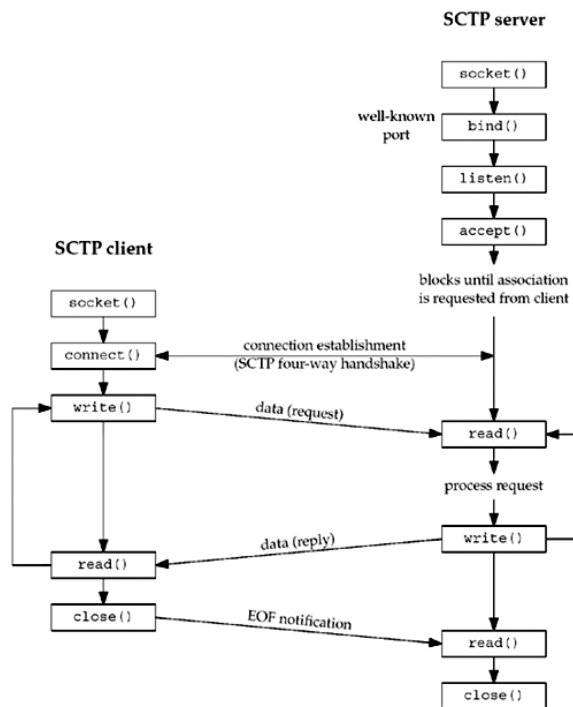 SCTP server
socket()
well-known
port
bind()
listen()
accept()
blocks until association
is requested from client
SCTP client
socket()
connect()
connection establishment
(SCTP four-way handshake)
write()
data (request)
read()
process request
write()
data (reply)
read()
close()
EOF notification
read()
close()